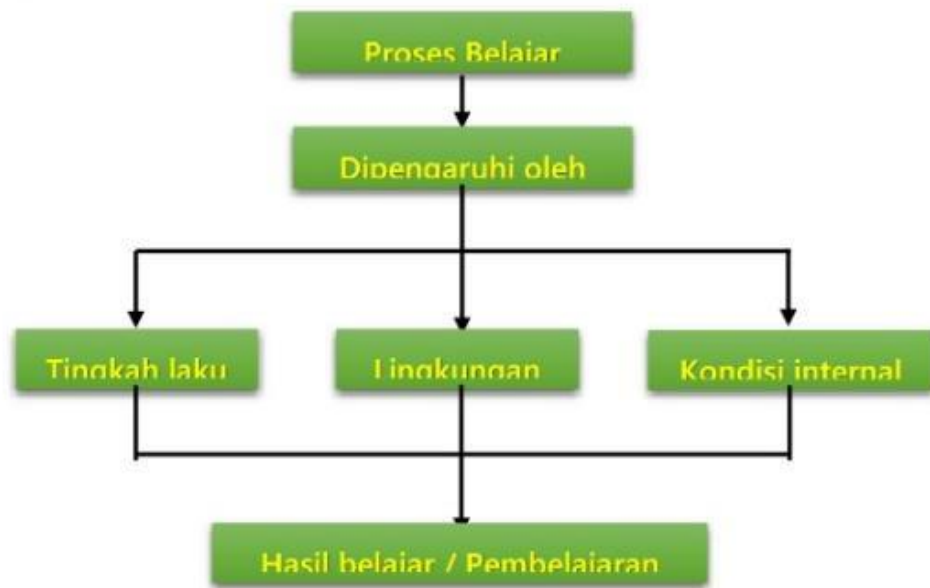 Proses Belajar
Dipengaruhi oleh
Tingkah laku
Lingkungan
Kondisi internal
Hasil belajar / Pembelajaran